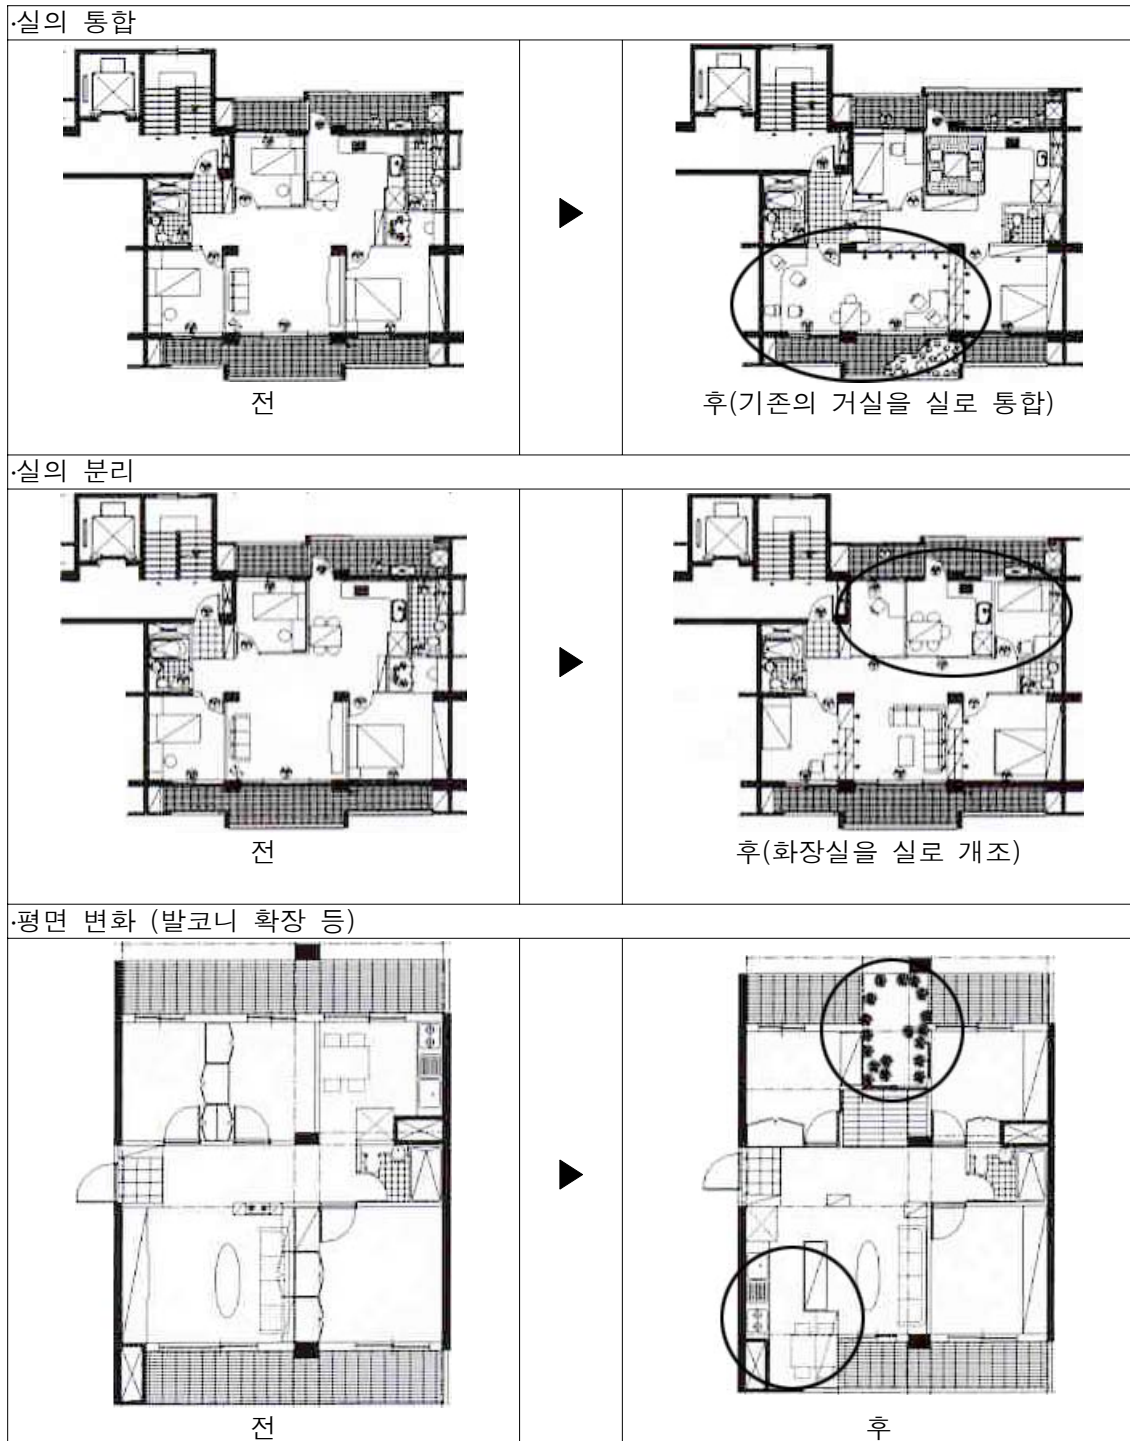 ·실의 통합
전
▶
후(기존의 거실을 실로 통합)
·실의 분리
전
▶
후(화장실을 실로 개조)
·평면 변화 (발코니 확장 등)
전
▶
후